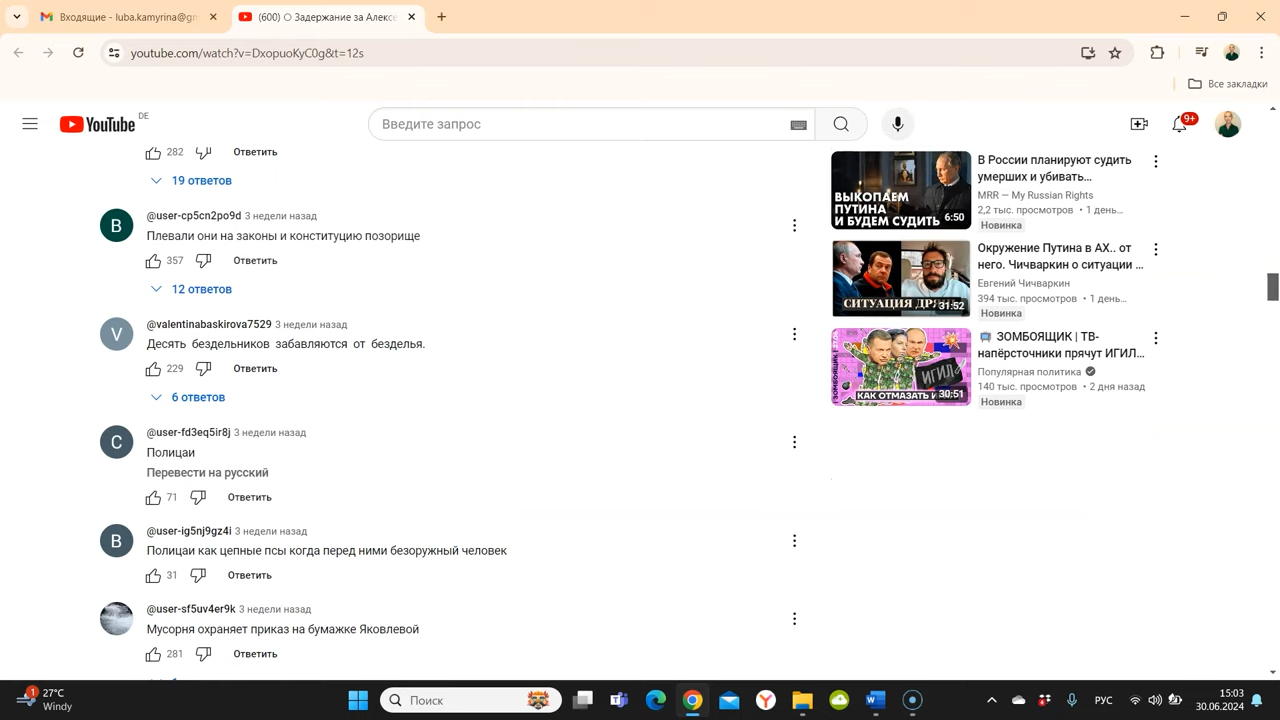 Входящие - luba.kamyrina@gm
(600) О Задержание за Алексе
youtube.com/watch?v=DxopuoKyC0g&t=12s
Все закладки
YouTube DE
Введите запрос
9+
282 Ответить
19 ответов
@user-cp5cn2po9d 3 недели назад
Плевали они на законы и конституцию позорище
357 Ответить
12 ответов
@valentinabaskirova7529 3 недели назад
Десять бездельников забавляются от безделья.
229 Ответить
6 ответов
@user-fd3eq5ir8j 3 недели назад
Полицаи
Перевести на русский
71 Ответить
@user-ig5nj9gz4i 3 недели назад
Полицаи как цепные псы когда перед ними безоружный человек
31 Ответить
@user-sf5uv4er9k 3 недели назад
Мусорня охраняет приказ на бумажке Яковлевой
281 Ответить
B
V
C
B
ВЫКОПАЕМ
ПУТИНА
И БУДЕМ СУДИТЬ
6:50
В России планируют судить
умерших и убивать...
MRR — My Russian Rights
2,2 тыс. просмотров • 1 день...
Новинка
СИТУАЦИЯ
31:52
Окружение Путина в АХ.. от
него. Чичваркин о ситуации ...
Евгений Чичваркин
394 тыс. просмотров • 1 день...
Новинка
ЗОМБОЯЩИК
ИГИЛ
КАК ОТМАЗАТЬ
30:51
ЗОМБОЯЩИК | ТВ-
напёрсточники прячут ИГИЛ...
Популярная политика
140 тыс. просмотров • 2 дня назад
Новинка
1
27°C
Windy
Поиск
РУС
15:03
30.06.2024